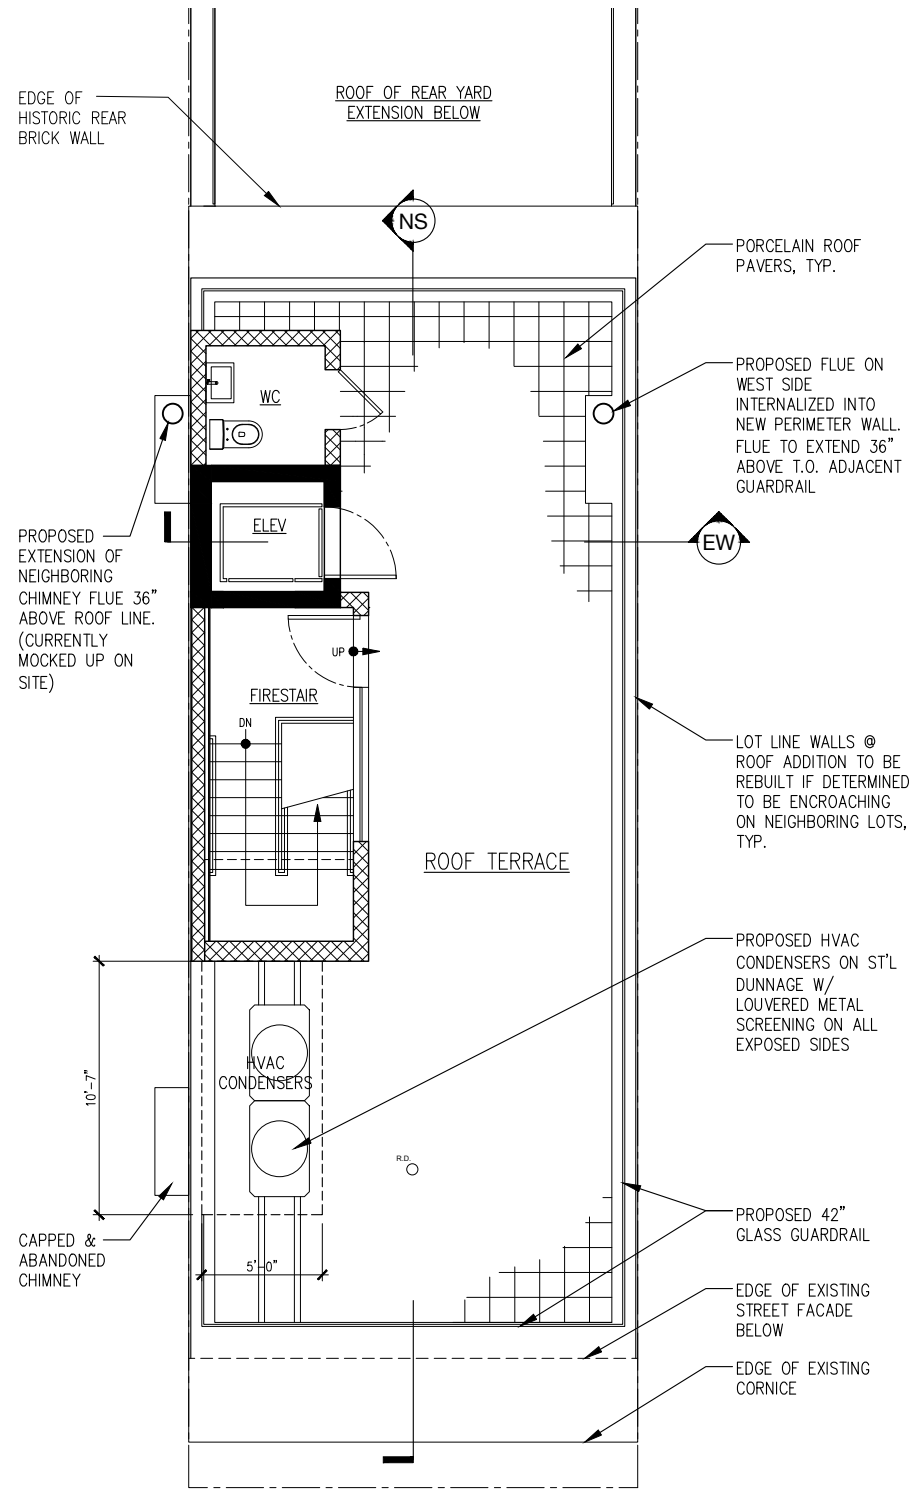 ROOF OF REAR YARD
EXTENSION BELOW
EDGE OF
HISTORIC REAR
BRICK WALL
NS
PORCELAIN ROOF
PAVERS, TYP.
PROPOSED FLUE ON
WEST SIDE
INTERNALIZED INTO
NEW PERIMETER WALL.
FLUE TO EXTEND 36"
ABOVE T.O. ADJACENT
GUARDRAIL
WC
ELEV
EW
PROPOSED
EXTENSION OF
NEIGHBORING
CHIMNEY FLUE 36"
ABOVE ROOF LINE.
(CURRENTLY
MOCKED UP ON
SITE)
UP
FIRESTAIR
DN
LOT LINE WALLS @
ROOF ADDITION TO BE
REBUILT IF DETERMINED
TO BE ENCROACHING
ON NEIGHBORING LOTS,
TYP.
ROOF TERRACE
PROPOSED HVAC
CONDENSERS ON ST'L
DUNNAGE W/
LOUVERED METAL
SCREENING ON ALL
EXPOSED SIDES
HVAC
CONDENSERS
10'-7"
R.D.
CAPPED &
ABANDONED
CHIMNEY
5'-0"
PROPOSED 42"
GLASS GUARDRAIL
EDGE OF EXISTING
STREET FACADE
BELOW
EDGE OF EXISTING
CORNICE